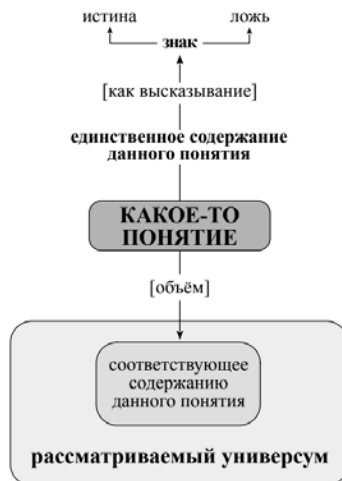 истина ложь
знак
[как высказывание]
единственное содержание
данного понятия
КАКОЕ-ТО
ПОНЯТИЕ
[объём]
соответствующее
содержанию
данного понятия
рассматриваемый универсум